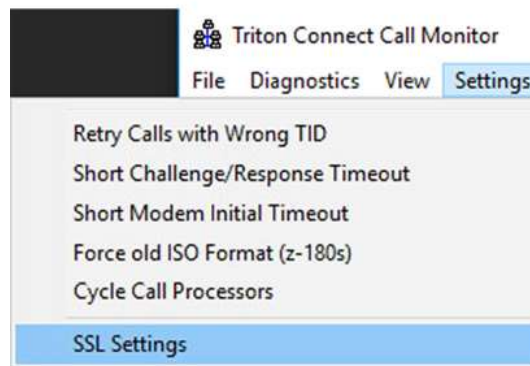 Triton Connect Call Monitor
File Diagnostics View Settings
Retry Calls with Wrong TID
Short Challenge/Response Timeout
Short Modem Initial Timeout
Force old ISO Format (z-180s)
Cycle Call Processors
SSL Settings